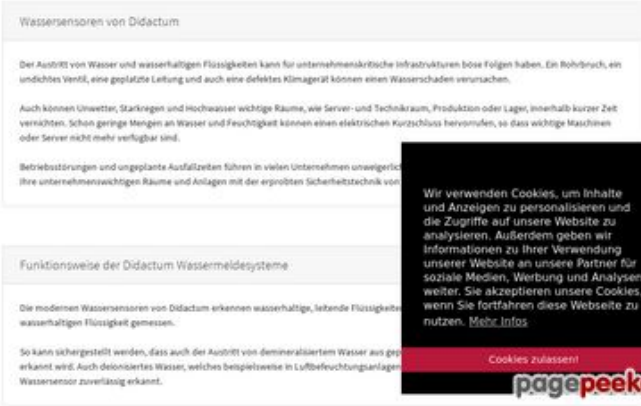 Wassersensoren von Didactum
Der Austritt von Wasser und wasserhaltigen Flüssigkeiten kann für unternehmenskritische Infrastrukturen böse Folgen haben. Ein Rohrbruch, ein
undichtes Ventil, eine geplatzte Leitung und auch eine defektes Klimagerät können einen Wasserschaden verursachen.
Auch können Unwetter, Starkregen und Hochwasser wichtige Räume, wie Server- und Technikraum, Produktion oder Lager, innerhalb kurzer Zeit
vernichten. Schon geringe Mengen an Wasser und Feuchtigkeit können einen elektrischen Kurzschluss hervorrufen, so dass wichtige Maschinen
oder Server nicht mehr verfügbar sind.
Betriebsstörungen und ungeplante Ausfallzeiten führen in vielen Unternehmen
Ihre unternehmenswichtigen Räume und Anlagen mit der erprobten Sicherheitstechnik von
Funktionsweise der Didactum Wassermeldesysteme
Die modernen Wassersensoren von Didactum erkennen wasserhaltige, leitende
wasserhaltigen Flüssigkeit gemessen.
So kann sichergestellt werden, dass auch der Austritt von demineralisiertem Wasser aus
erkannt wird. Auch deionisiertes Wasser, welches beispielsweise in
Wassersensor zuverlässig erkannt.
Wir verwenden Cookies, um Inhalte
und Anzeigen zu personalisieren und
die Zugriffe auf unsere Website zu
analysieren. Außerdem geben wir
Informationen zu Ihrer Verwendung
unserer Website an unsere Partner für
soziale Medien, Werbung und Analysen
weiter. Sie akzeptieren unsere Cookies,
wenn Sie fortfahren diese Webseite zu
nutzen. Mehr Infos
Cookies zulassen!
pagepeek